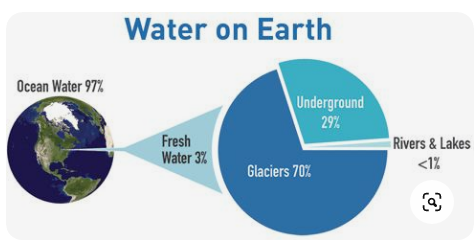 Water on Earth
Ocean Water 97%
Fresh
Water 3%
Underground
29%
Glaciers 70%
Rivers & Lakes
<1%